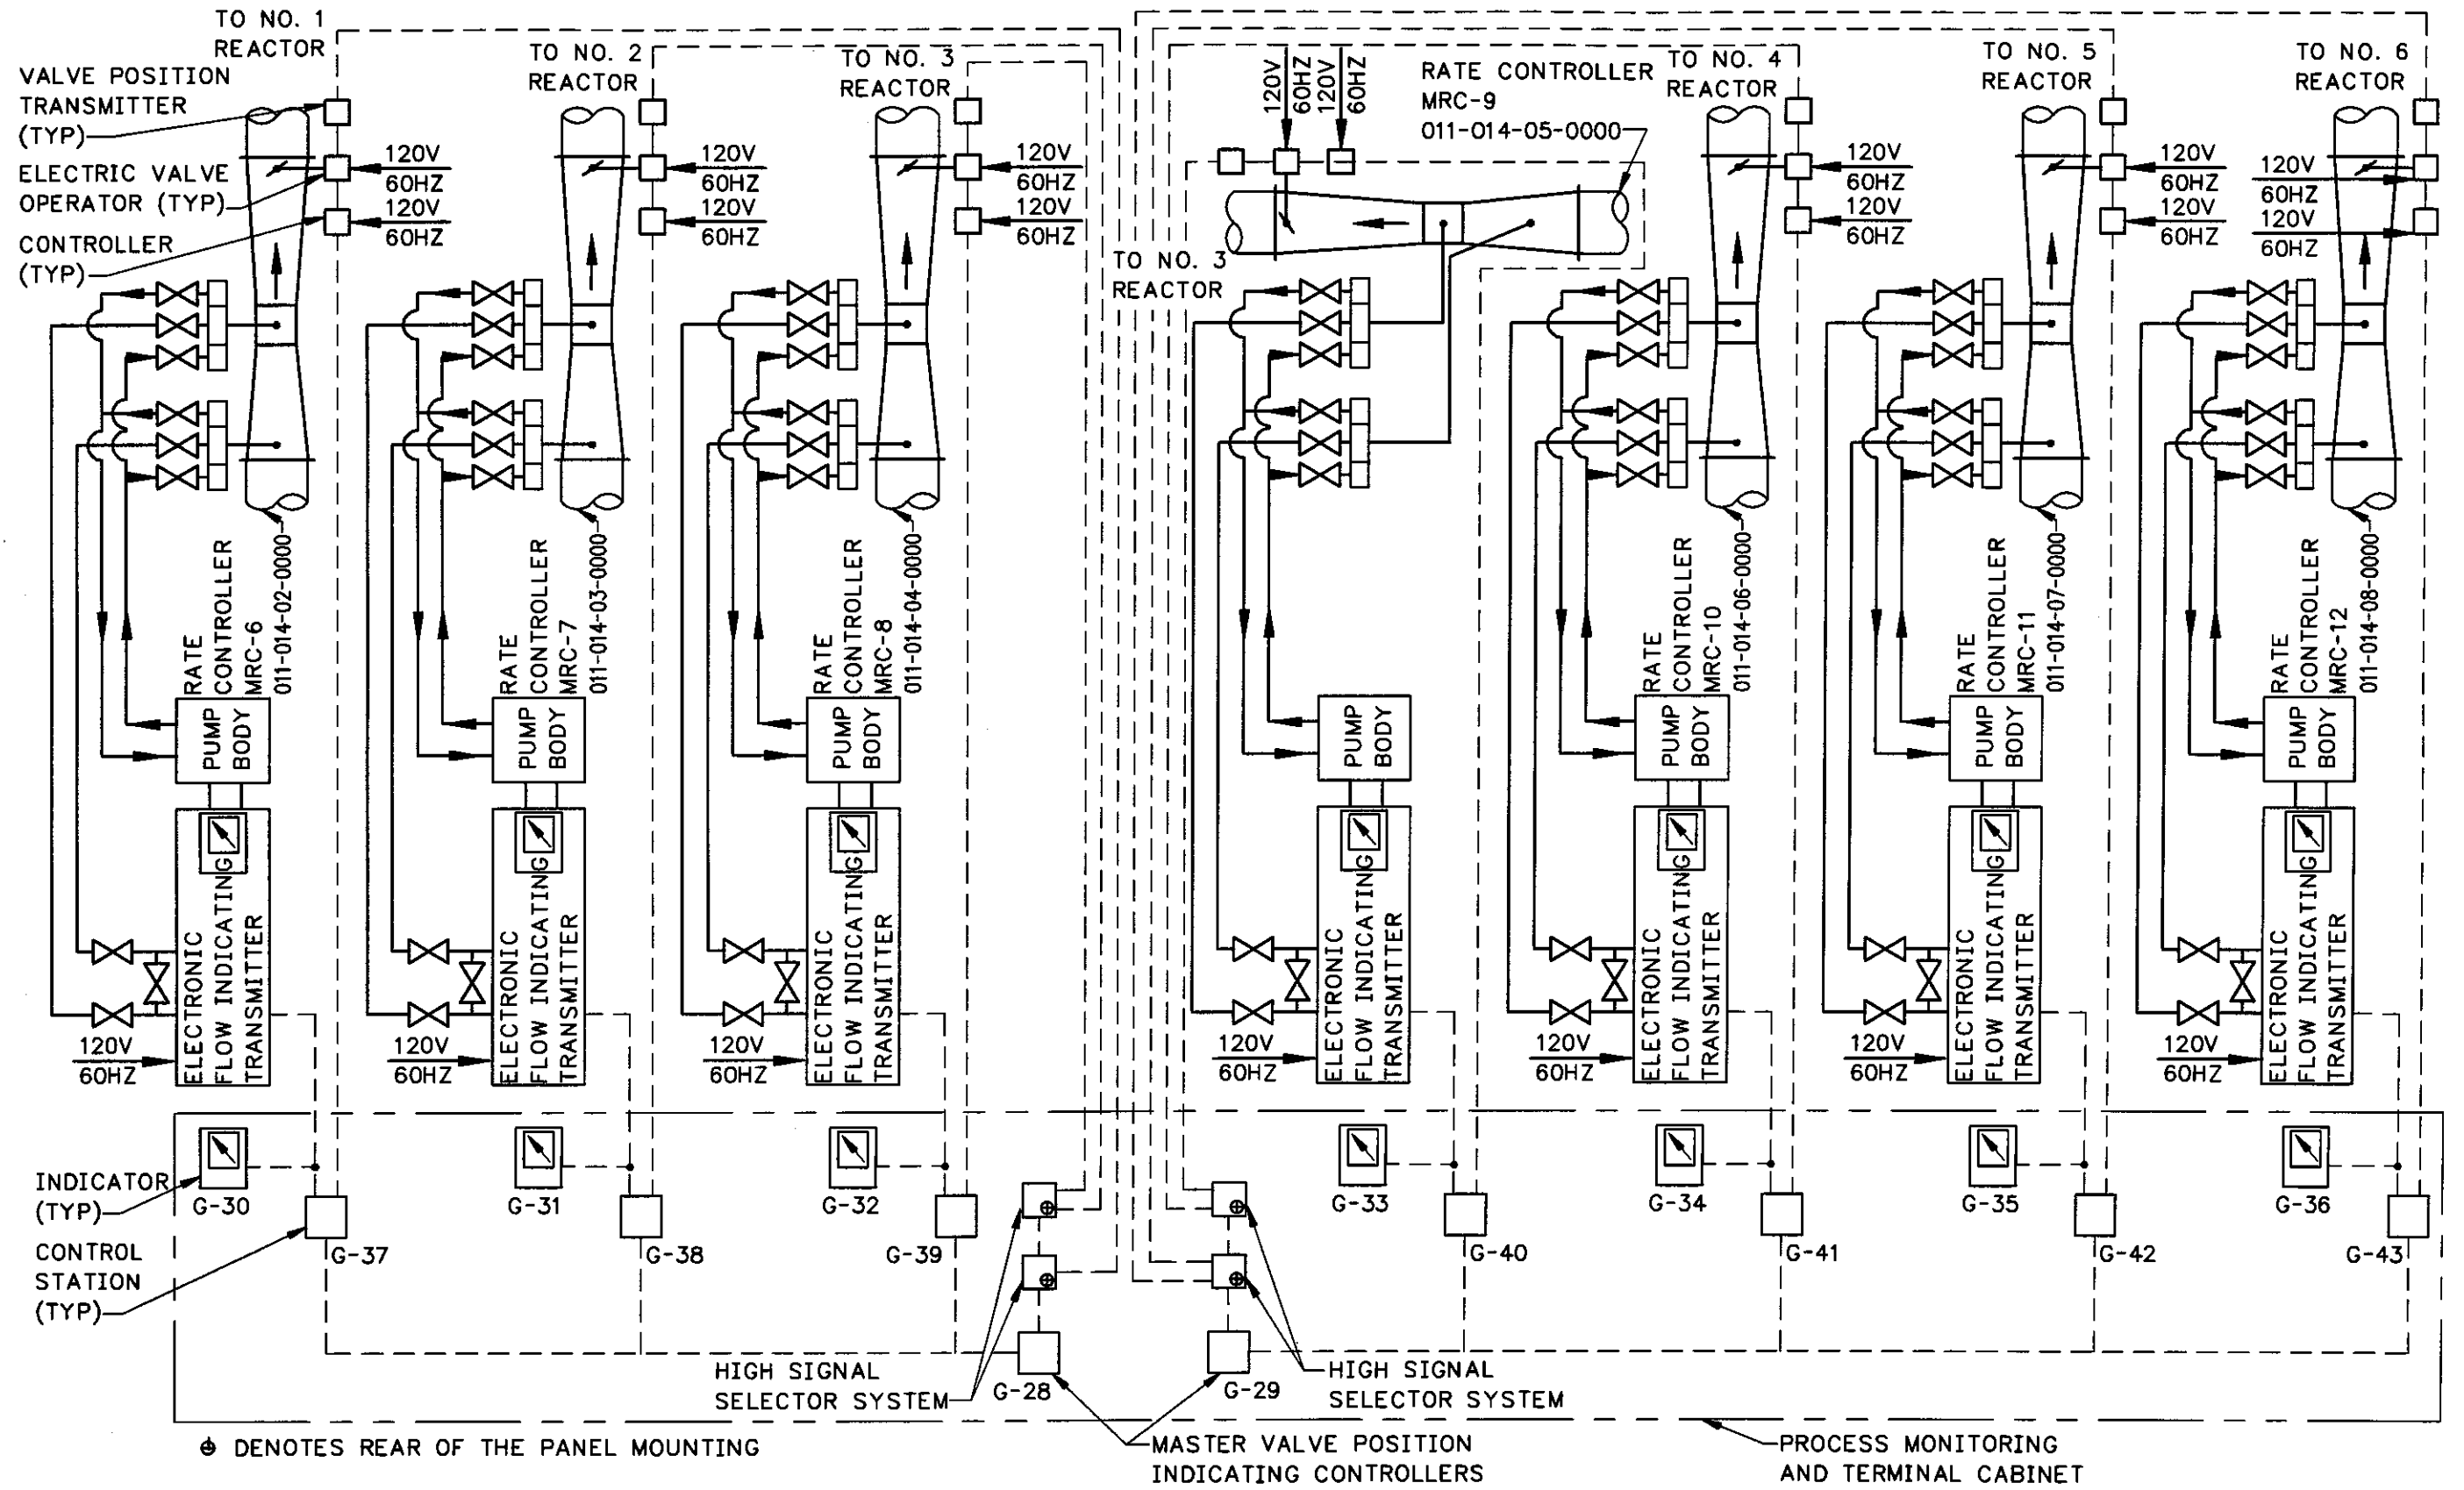 TO NO. 1
REACTOR
TO NO. 2
REACTOR
TO NO. 3
REACTOR
VALVE POSITION
TRANSMITTER
(TYP)
ELECTRIC VALVE
OPERATOR (TYP)
CONTROLLER
(TYP)
120V
60HZ
120V
60HZ
120V
60HZ
120V
60HZ
120V
60HZ
120V
60HZ
120V
60HZ
120V
60HZ
RATE CONTROLLER
MRC-9
011-014-05-0000
TO NO. 3
REACTOR
TO NO. 4
REACTOR
TO NO. 5
REACTOR
TO NO. 6
REACTOR
120V
60HZ
120V
60HZ
120V
60HZ
120V
60HZ
120V
60HZ
120V
60HZ
RATE
CONTROLLER
MRC-6
011-014-02-0000
RATE
CONTROLLER
MRC-7
011-014-03-0000
RATE
CONTROLLER
MRC-8
011-014-04-0000
RATE
CONTROLLER
MRC-10
011-014-06-0000
RATE
CONTROLLER
MRC-11
011-014-07-0000
RATE
CONTROLLER
MRC-12
011-014-08-0000
PUMP
BODY
PUMP
BODY
PUMP
BODY
PUMP
BODY
PUMP
BODY
PUMP
BODY
PUMP
BODY
ELECTRONIC
FLOW INDICATING
TRANSMITTER
ELECTRONIC
FLOW INDICATING
TRANSMITTER
ELECTRONIC
FLOW INDICATING
TRANSMITTER
ELECTRONIC
FLOW INDICATING
TRANSMITTER
ELECTRONIC
FLOW INDICATING
TRANSMITTER
ELECTRONIC
FLOW INDICATING
TRANSMITTER
ELECTRONIC
FLOW INDICATING
TRANSMITTER
120V
60HZ
120V
60HZ
120V
60HZ
120V
60HZ
120V
60HZ
120V
60HZ
120V
60HZ
INDICATOR
(TYP)
CONTROL
STATION
(TYP)
G-30
G-31
G-32
G-33
G-34
G-35
G-36
G-37
G-38
G-39
G-40
G-41
G-42
G-43
HIGH SIGNAL
SELECTOR SYSTEM
G-28
G-29
HIGH SIGNAL
SELECTOR SYSTEM
DENOTES REAR OF THE PANEL MOUNTING
MASTER VALVE POSITION
INDICATING CONTROLLERS
PROCESS MONITORING
AND TERMINAL CABINET